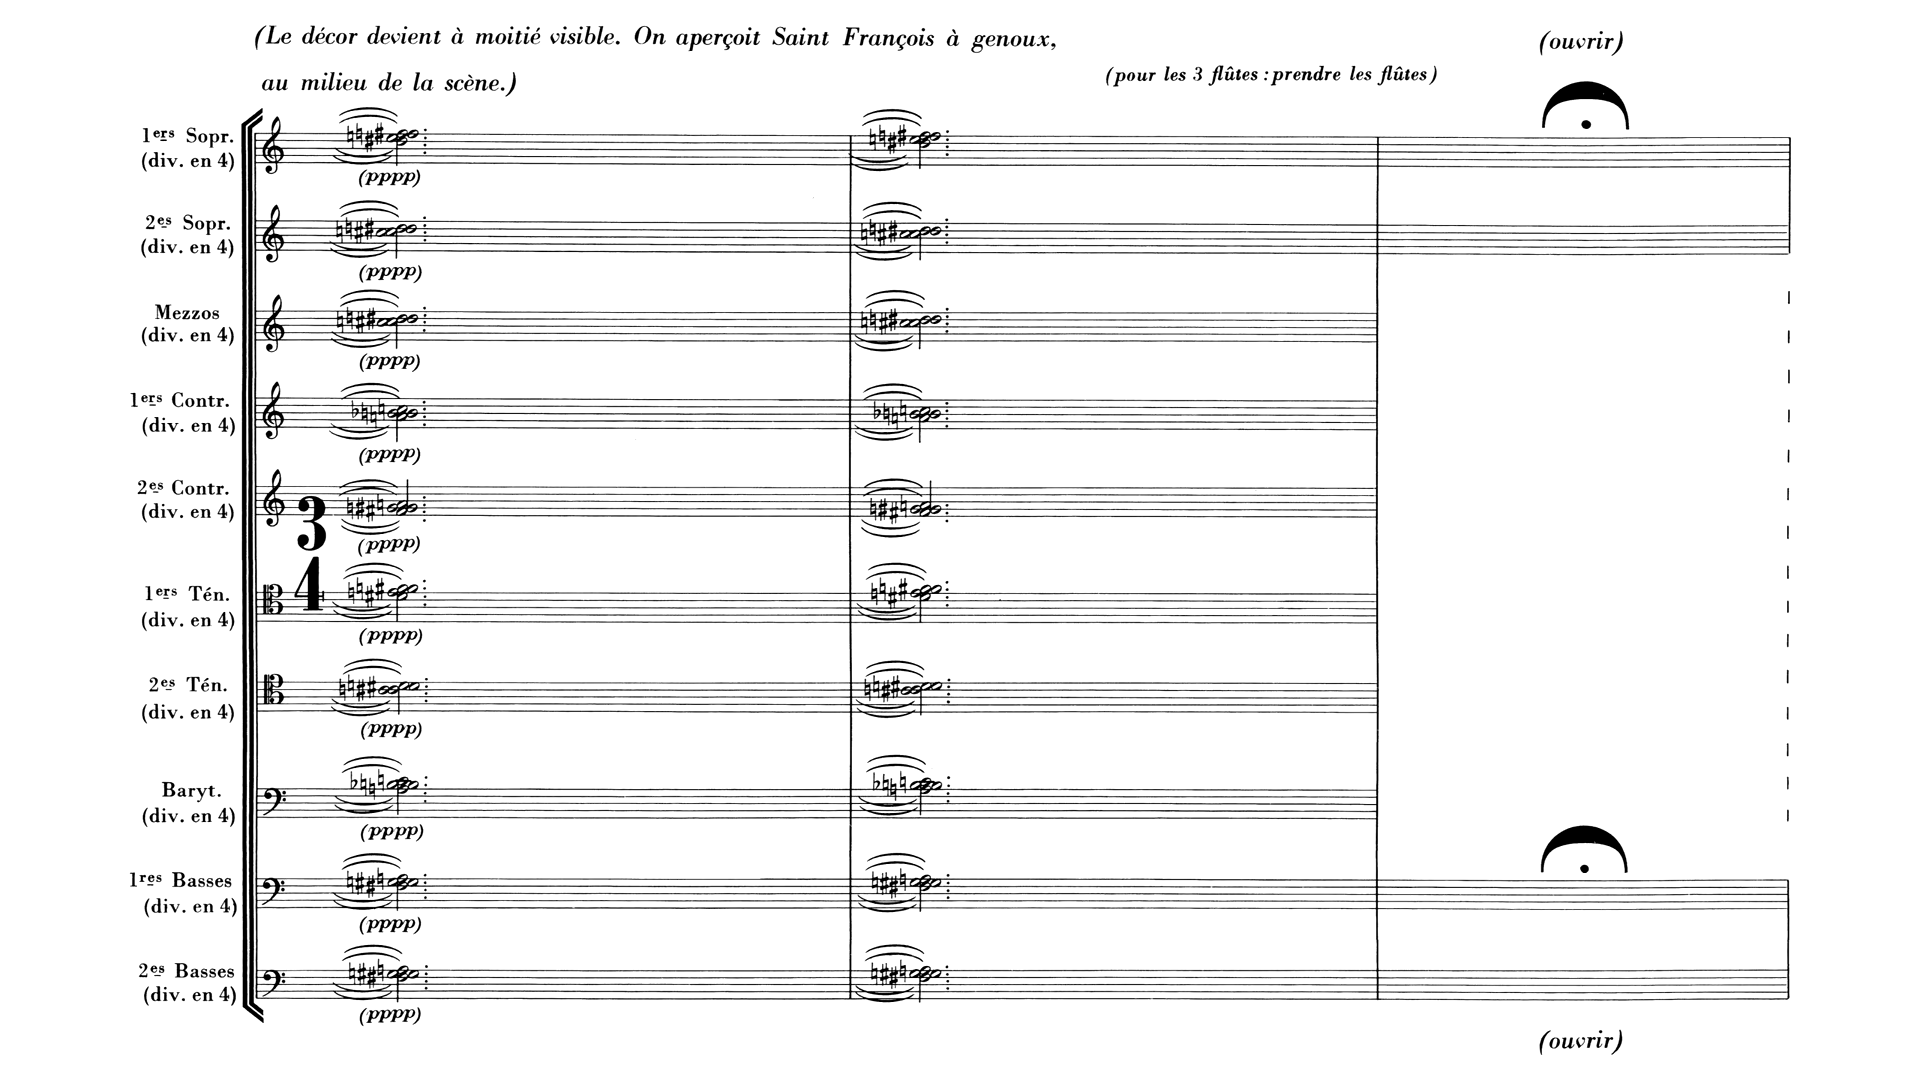 (Le décor devient à moitié visible. On aperçoit Saint François à genoux,
au milieu de la scène.)
(pour les 3 flûtes : prendre les flûtes)
(ouvrir)
1ers Sopr.
(div. en 4)
(pppp)
2es Sopr.
(div. en 4)
(pppp)
Mezzos
(div. en 4)
(pppp)
1ers Contr.
(div. en 4)
(pppp)
2es Contr.
(div. en 4)
3
4
(pppp)
1ers Tén.
(div. en 4)
(pppp)
2es Tén.
(div. en 4)
(pppp)
Baryt.
(div. en 4)
(pppp)
1res Basses
(div. en 4)
(pppp)
2es Basses
(div. en 4)
(pppp)
(ouvrir)